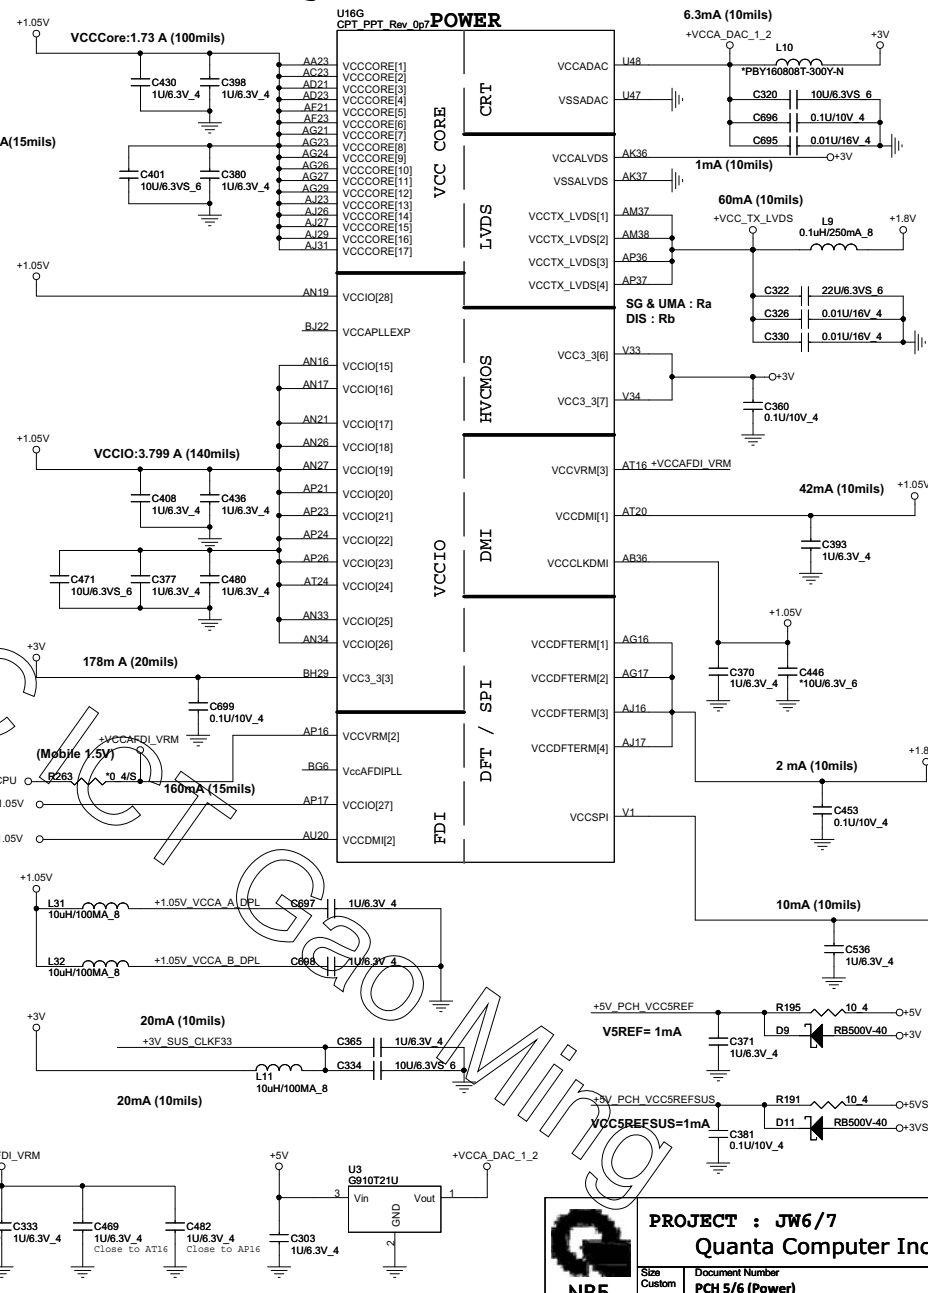 U16G
CPT_PPT_Rev_0p7
POWER
+1.05V
VCCCore:1.73 A (100mils)
C430
1U/6.3V_4
C398
1U/6.3V_4
A(15mils)
C401
10U/6.3VS_6
C380
1U/6.3V_4
AA23 VCCCORE[1]
AC23 VCCCORE[2]
AD21 VCCCORE[3]
AD23 VCCCORE[4]
AF21 VCCCORE[5]
AF23 VCCCORE[6]
AG21 VCCCORE[7]
AG23 VCCCORE[8]
AG24 VCCCORE[9]
AG26 VCCCORE[10]
AG27 VCCCORE[11]
AG29 VCCCORE[12]
AJ23 VCCCORE[13]
AJ26 VCCCORE[14]
AJ27 VCCCORE[15]
AJ29 VCCCORE[16]
AJ31 VCCCORE[17]
VCC CORE
CRT
LVDS
VCCADAC U48
VSSADAC U47
VCCALVDS AK36
VSSALVDS AK37
VCCTX_LVDS[1] AM37
VCCTX_LVDS[2] AM38
VCCTX_LVDS[3] AP36
VCCTX_LVDS[4] AP37
6.3mA (10mils)
+VCCA_DAC_1_2
L10
+3V
*PBY160808T-300Y-N
C320 10U/6.3VS_6
C696 0.1U/10V_4
C695 0.01U/16V_4
+3V
1mA (10mils)
60mA (10mils)
+VCC_TX_LVDS
L9
0.1uH/250mA_8
+1.8V
C322 22U/6.3VS_6
C326 0.01U/16V_4
C330 0.01U/16V_4
SG & UMA : Ra
DIS : Rb
+1.05V
AN19 VCCIO[28]
BJ22 VCCAPLLEXP
AN16 VCCIO[15]
AN17 VCCIO[16]
AN21 VCCIO[17]
AN26 VCCIO[18]
AN27 VCCIO[19]
AP21 VCCIO[20]
AP23 VCCIO[21]
AP24 VCCIO[22]
AP26 VCCIO[23]
AT24 VCCIO[24]
AN33 VCCIO[25]
AN34 VCCIO[26]
BH29 VCC3_3[3]
AP16 VCCVRM[2]
BG6 VccAFDIPLL
AP17 VCCIO[27]
AU20 VCCDMI[2]
VCCIO
FDI
HVCMOS
DMI
DFT / SPI
VCC3_3[6] V33
VCC3_3[7] V34
+3V
C360
0.1U/10V_4
VCCVRM[3] AT16 +VCCAFDI_VRM
VCCDMI[1] AT20
42mA (10mils)
+1.05V
C393
1U/6.3V_4
VCCCLKDMI AB36
+1.05V
C370
1U/6.3V_4
C446
*10U/6.3V_6
VCCDFTERM[1] AG16
VCCDFTERM[2] AG17
VCCDFTERM[3] AJ16
VCCDFTERM[4] AJ17
2 mA (10mils)
+1.8
C453
0.1U/10V_4
VCCSPI V1
10mA (10mils)
C536
1U/6.3V_4
+1.05V
VCCIO:3.799 A (140mils)
C408
1U/6.3V_4
C436
1U/6.3V_4
C471
10U/6.3VS_6
C377
1U/6.3V_4
C480
1U/6.3V_4
+3V
178m A (20mils)
C699
0.1U/10V_4
+VCCAFDI_VRM
(Mobile 1.5V)
CPU
R263 *0_4/S
160mA (15mils)
1.05V
1.05V
+1.05V
L31
10uH/100MA_8
+1.05V_VCCA_A_DPL
C697 1U/6.3V_4
L32
10uH/100MA_8
+1.05V_VCCA_B_DPL
C698 1U/6.3V_4
+3V
20mA (10mils)
+3V_SUS_CLKF33
C365 1U/6.3V_4
C334 10U/6.3VS_6
L11
10uH/100MA_8
20mA (10mils)
+5V_PCH_VCC5REF
V5REF= 1mA
C371
1U/6.3V_4
R195 10_4 +5V
D9 RB500V-40 +3V
+5V_PCH_VCC5REFSUS
VCC5REFSUS=1mA
C381
0.1U/10V_4
R191 10_4 +5VS
D11 RB500V-40 +3VS
FDI_VRM
C333
1U/6.3V_4
C469
1U/6.3V_4
Close to AT16
C482
1U/6.3V_4
Close to AP16
+5V
C303
1U/6.3V_4
U3
G910T21U
3 Vin Vout 1
GND
2
+VCCA_DAC_1_2
ICT Gao Ming
NB5
PROJECT : JW6/7
Quanta Computer Inc
Size
Custom
Document Number
PCH 5/6 (Power)